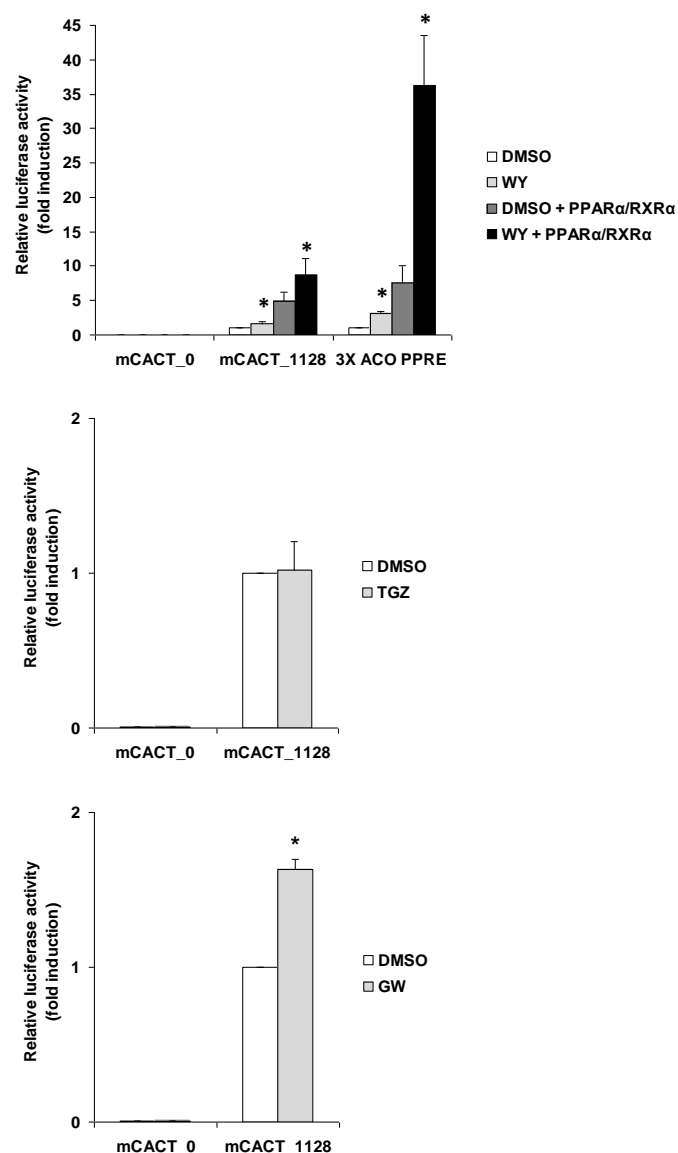 45
40
35
30
25
20
15
10
5
0
Relative luciferase activity
(fold induction)
*
*
*
*
mCACT_0
mCACT_1128
3X ACO PPRE
DMSO
WY
DMSO + PPARα/RXRα
WY + PPARα/RXRα
2
1
0
Relative luciferase activity
(fold induction)
mCACT_0
mCACT_1128
DMSO
TGZ
2
1
0
Relative luciferase activity
(fold induction)
*
mCACT_0
mCACT_1128
DMSO
GW